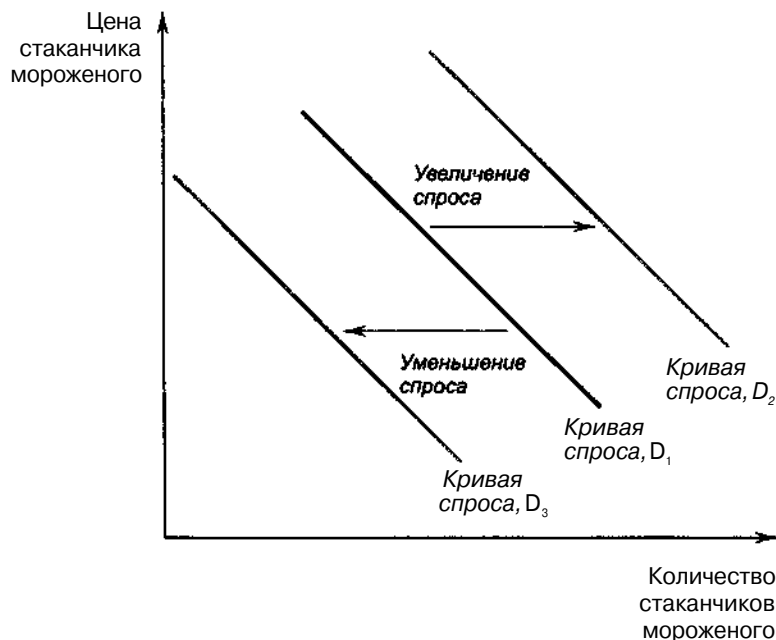 Цена
стаканчика
мороженого
Увеличение
спроса
Уменьшение
спроса
Кривая
спроса, D₂
Кривая
спроса, D₁
Кривая
спроса, D₃
Количество
стаканчиков
мороженого